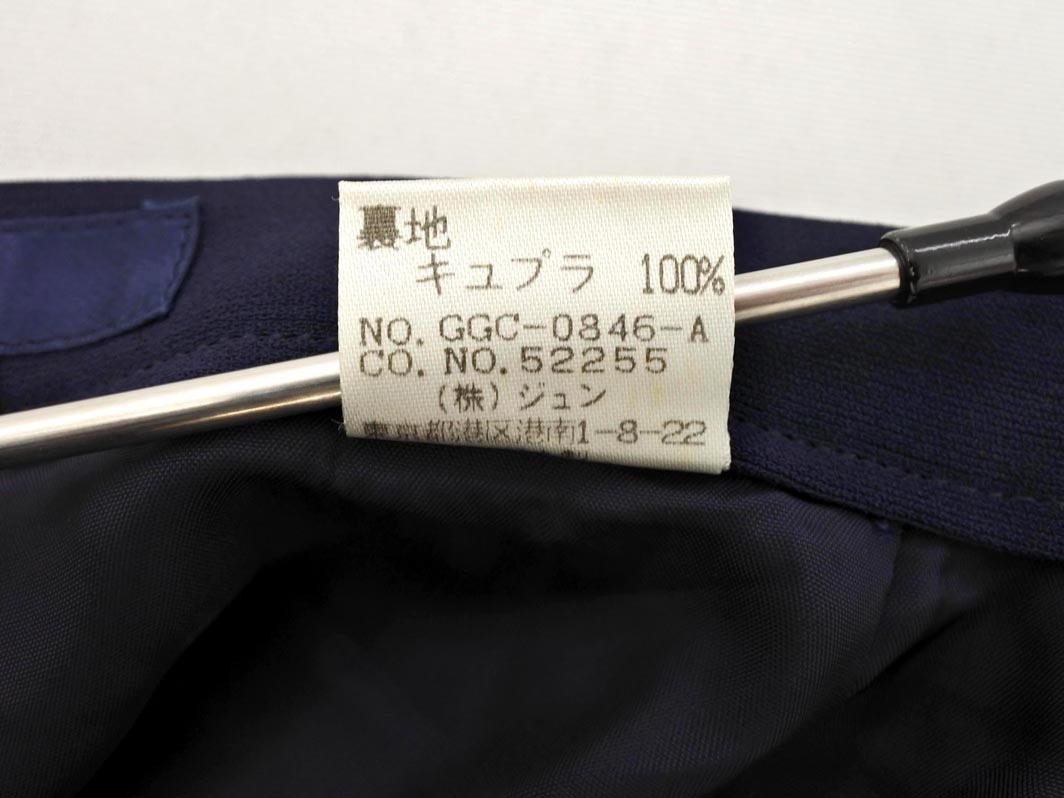 裏地
キュプラ 100%
NO. GGC-0846-A
CO. NO. 52255
(株)ジュン
東京都港区港南1-8-22